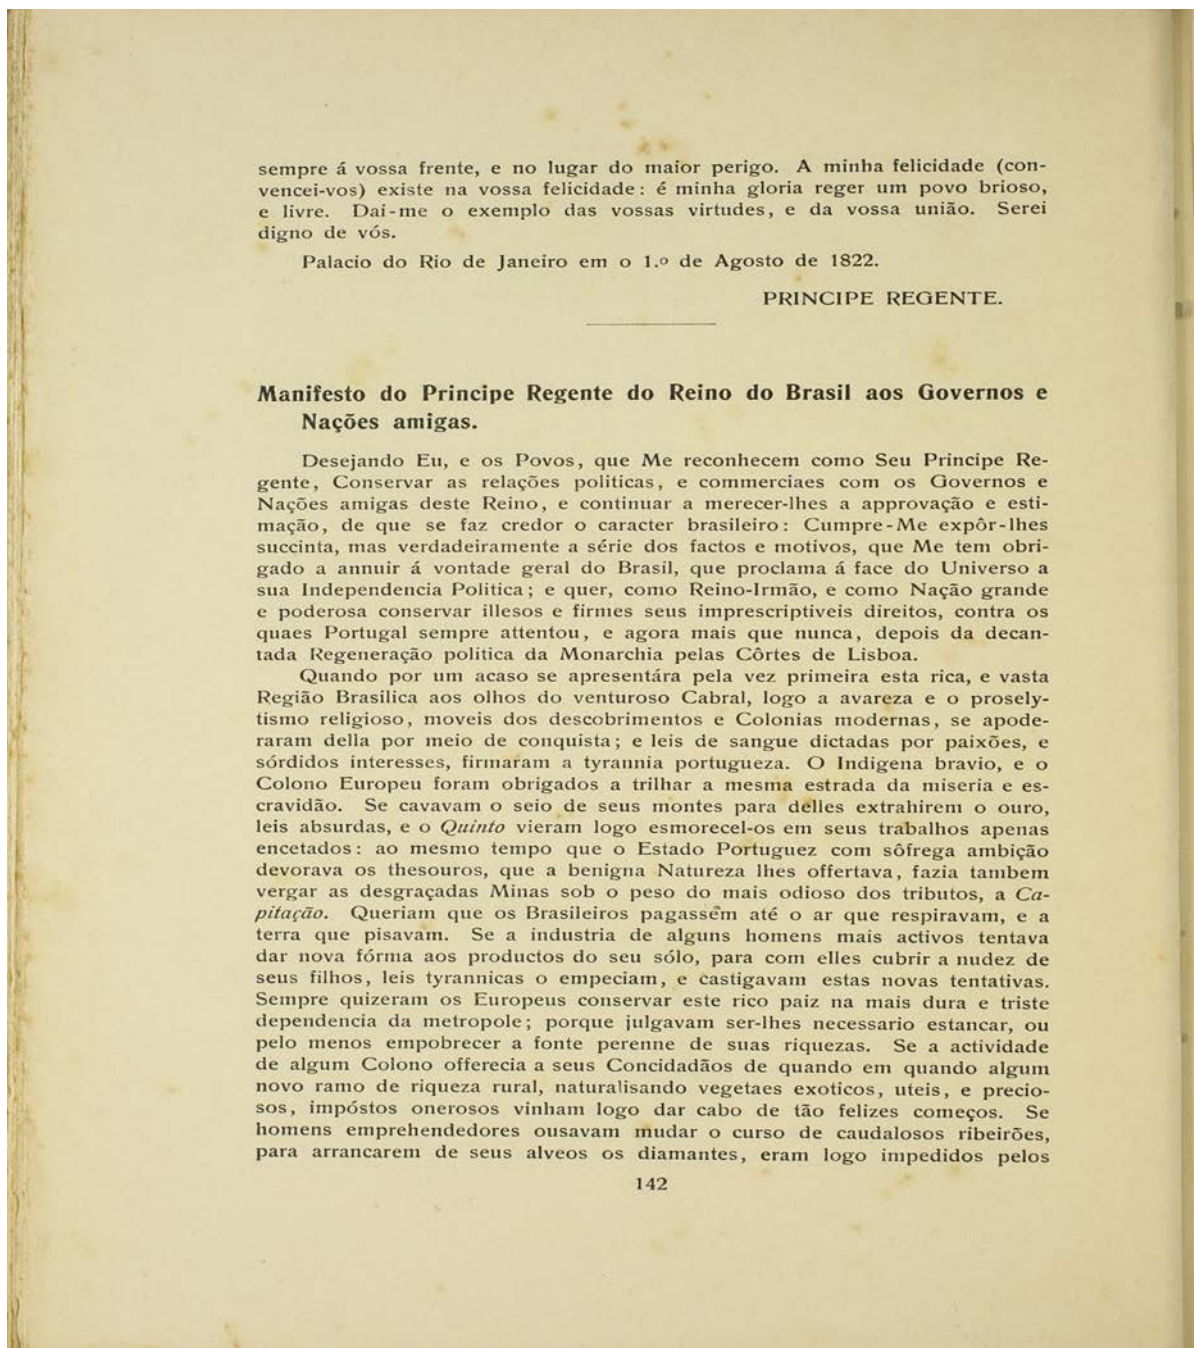 sempre á vossa frente, e no lugar do maior perigo. A minha felicidade (con-
vencei-vos) existe na vossa felicidade: é minha gloria reger um povo brioso,
e livre. Dai-me o exemplo das vossas virtudes, e da vossa união. Serei
digno de vós.
Palacio do Rio de Janeiro em o 1.º de Agosto de 1822.
PRINCIPE REGENTE.
Manifesto do Principe Regente do Reino do Brasil aos Governos e
Nações amigas.
Desejando Eu, e os Povos, que Me reconhecem como Seu Principe Re-
gente, Conservar as relações politicas, e commerciaes com os Governos e
Nações amigas deste Reino, e continuar a merecer-lhes a approvação e esti-
mação, de que se faz credor o caracter brasileiro: Cumpre-Me expôr-lhes
succinta, mas verdadeiramente a série dos factos e motivos, que Me tem obri-
gado a annuir á vontade geral do Brasil, que proclama á face do Universo a
sua Independencia Politica; e quer, como Reino-Irmão, e como Nação grande
e poderosa conservar illesos e firmes seus imprescriptiveis direitos, contra os
quaes Portugal sempre attentou, e agora mais que nunca, depois da decan-
tada Regeneração politica da Monarchia pelas Côrtes de Lisboa.
Quando por um acaso se apresentára pela vez primeira esta rica, e vasta
Região Brasilica aos olhos do venturoso Cabral, logo a avareza e o prosely-
tismo religioso, moveis dos descobrimentos e Colonias modernas, se apode-
raram della por meio de conquista; e leis de sangue dictadas por paixões, e
sórdidos interesses, firmaram a tyrannia portugueza. O Indigena bravio, e o
Colono Europeu foram obrigados a trilhar a mesma estrada da miseria e es-
cravidão. Se cavavam o seio de seus montes para delles extrahirem o ouro,
leis absurdas, e o Quinto vieram logo esmorecel-os em seus trabalhos apenas
encetados: ao mesmo tempo que o Estado Portuguez com sôfrega ambição
devorava os thesouros, que a benigna Natureza lhes offertava, fazia tambem
vergar as desgraçadas Minas sob o peso do mais odioso dos tributos, a Ca-
pitação. Queriam que os Brasileiros pagassem até o ar que respiravam, e a
terra que pisavam. Se a industria de alguns homens mais activos tentava
dar nova fórma aos productos do seu sólo, para com elles cubrir a nudez de
seus filhos, leis tyrannicas o empeciam, e castigavam estas novas tentativas.
Sempre quizeram os Europeus conservar este rico paiz na mais dura e triste
dependencia da metropole; porque julgavam ser-lhes necessario estancar, ou
pelo menos empobrecer a fonte perenne de suas riquezas. Se a actividade
de algum Colono offerecia a seus Concidadãos de quando em quando algum
novo ramo de riqueza rural, naturalisando vegetaes exoticos, uteis, e precio-
sos, impóstos onerosos vinham logo dar cabo de tão felizes começos. Se
homens emprehendedores ousavam mudar o curso de caudalosos ribeirões,
para arrancarem de seus alveos os diamantes, eram logo impedidos pelos
142